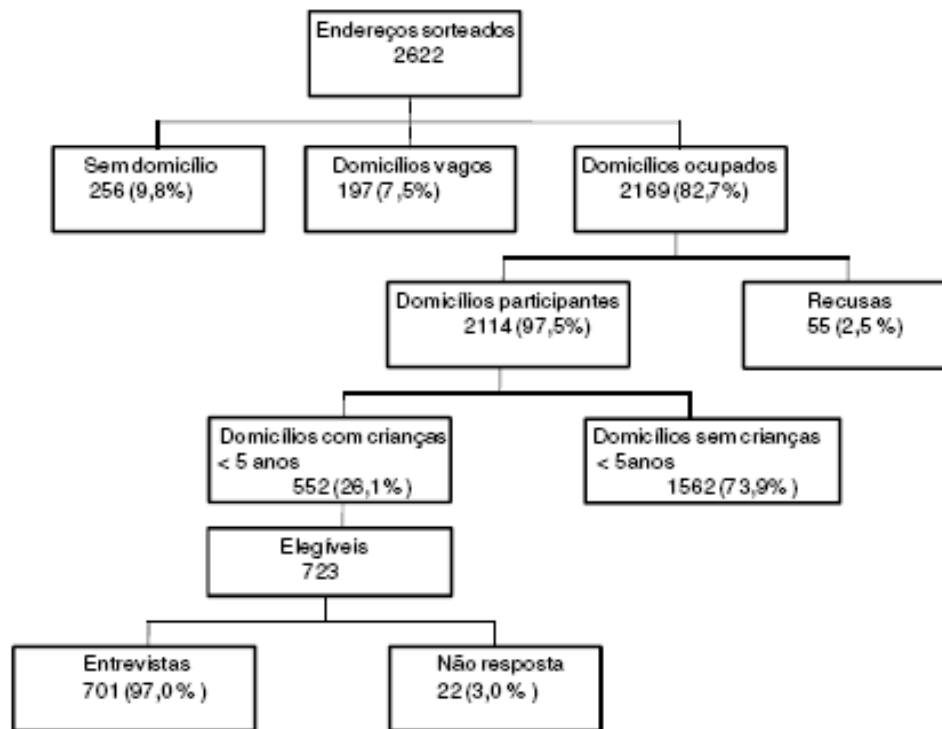 Endereços sorteados
2622
Sem domicílio
256 (9,8%)
Domicílios vagos
197 (7,5%)
Domicílios ocupados
2169 (82,7%)
Domicílios participantes
2114 (97,5%)
Recusas
55 (2,5 %)
Domicílios com crianças
< 5 anos
552 (26,1%)
Domicílios sem crianças
< 5anos
1562 (73,9%)
Elegíveis
723
Entrevistas
701 (97,0%)
Não resposta
22 (3,0 %)